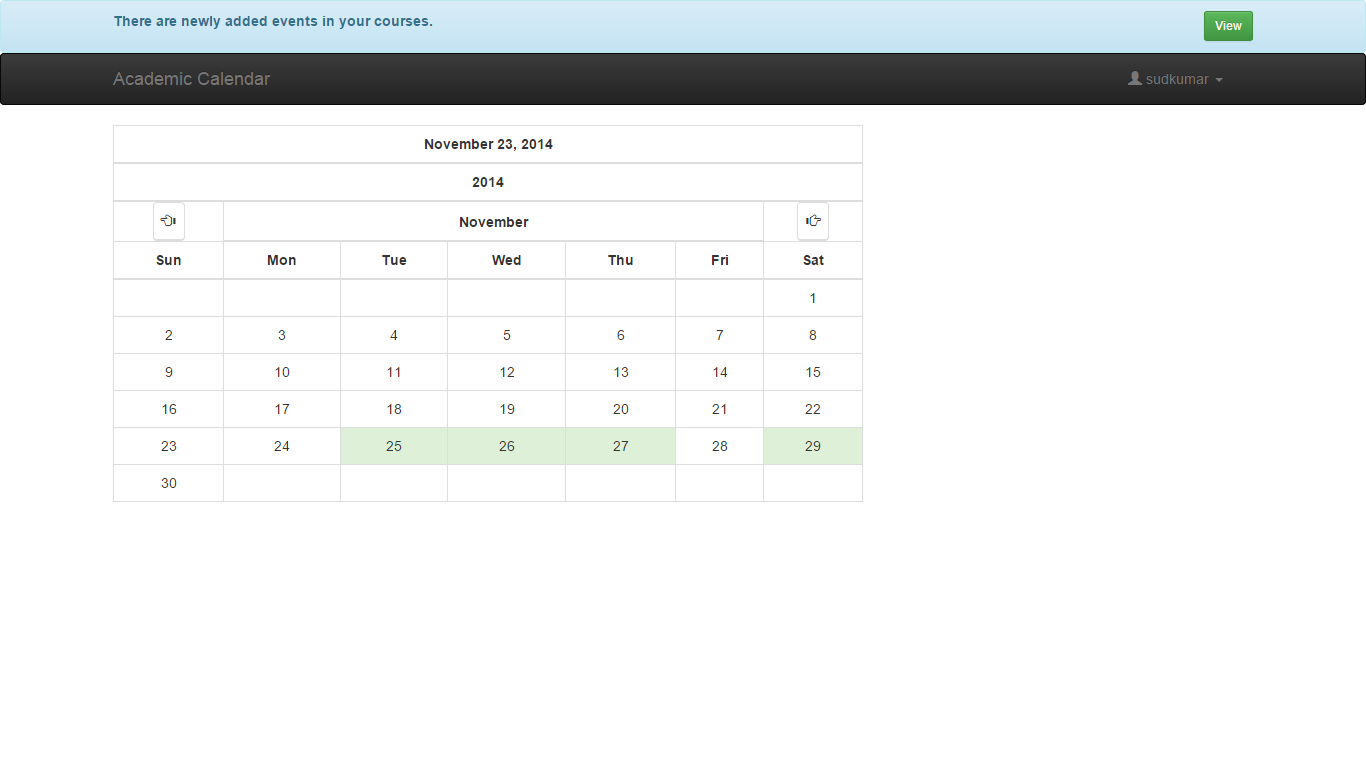 There are newly added events in your courses. View
Academic Calendar sudkumar
November 23, 2014
2014
November
Sun Mon Tue Wed Thu Fri Sat
1
2 3 4 5 6 7 8
9 10 11 12 13 14 15
16 17 18 19 20 21 22
23 24 25 26 27 28 29
30